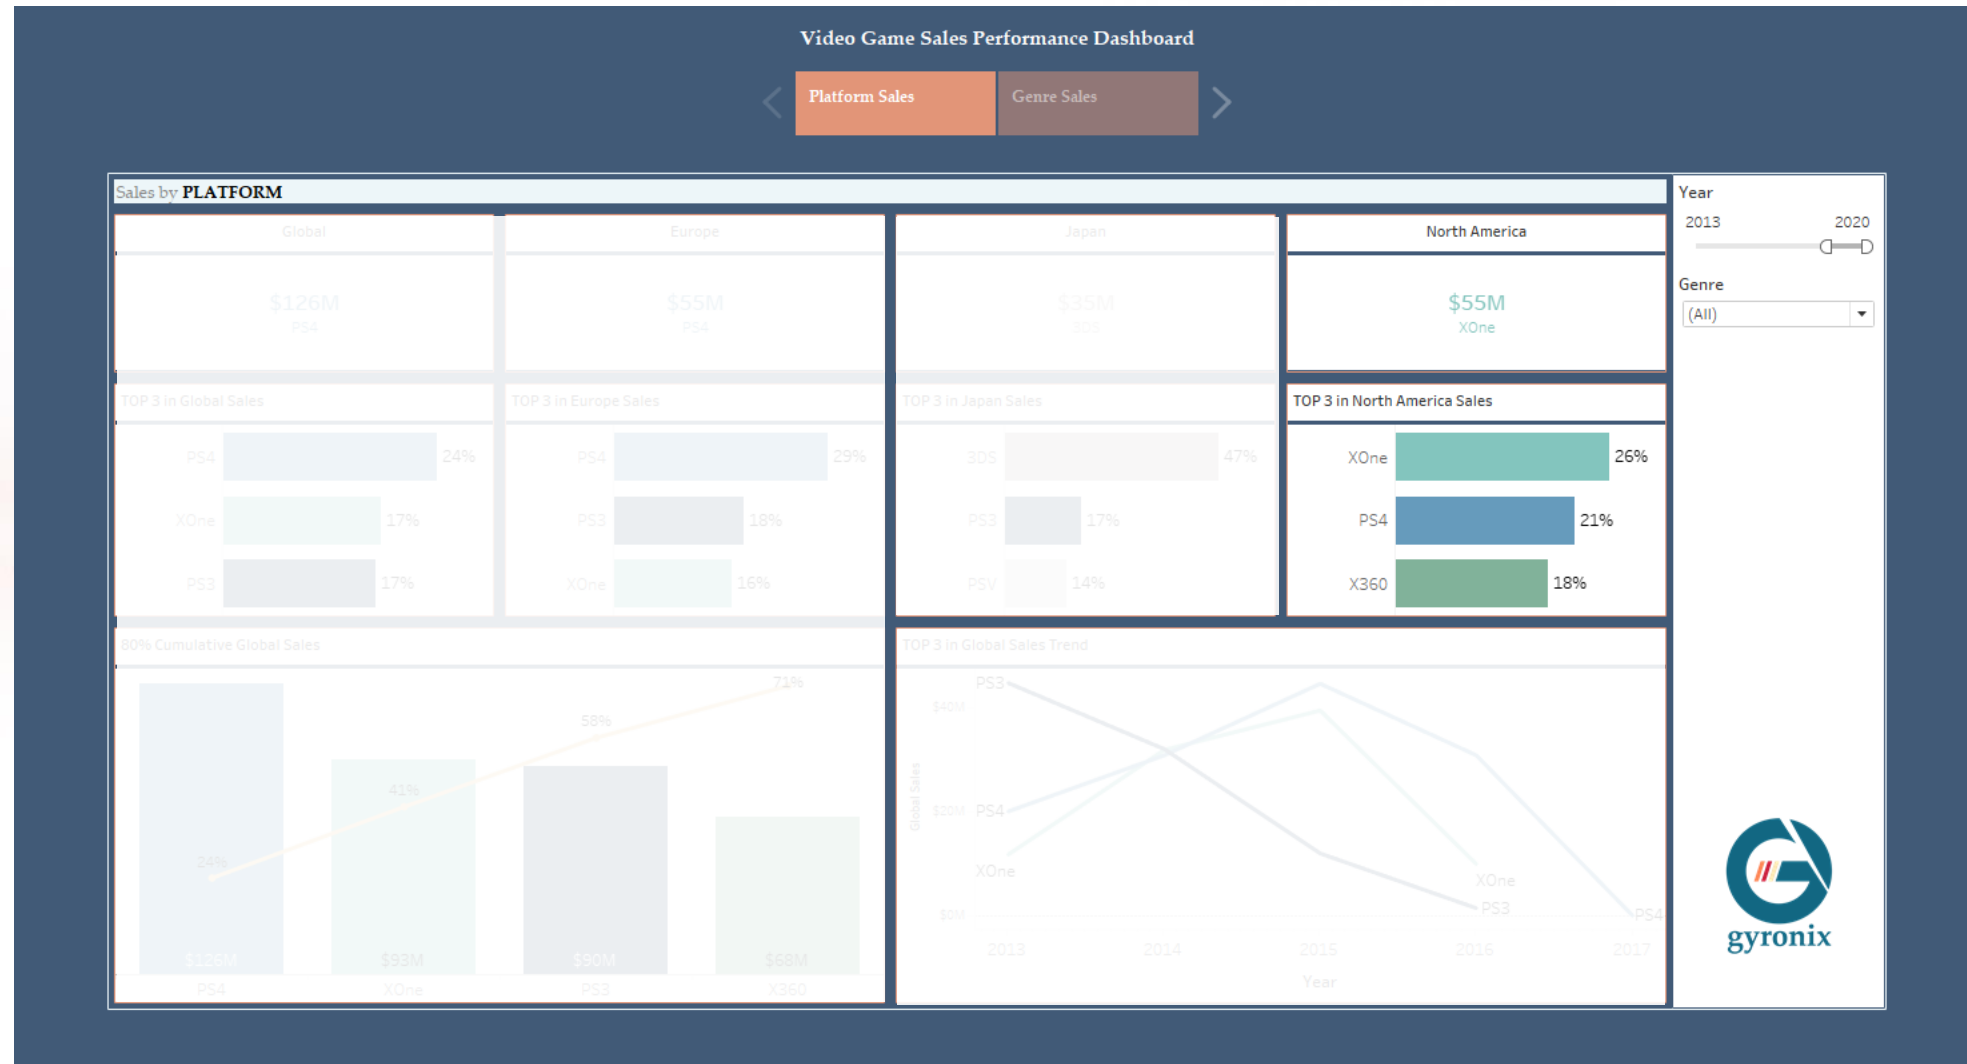 Video Game Sales Performance Dashboard
Platform Sales
Genre Sales
Sales by PLATFORM
Global
Europe
Japan
North America
$126M
PS4
$55M
PS4
$35M
3DS
$55M
XOne
TOP 3 in Global Sales
TOP 3 in Europe Sales
TOP 3 in Japan Sales
TOP 3 in North America Sales
PS4 24%
XOne 17%
PS3 17%
PS4 29%
PS3 18%
XOne 16%
3DS 47%
PS3 17%
PSV 14%
XOne 26%
PS4 21%
X360 18%
80% Cumulative Global Sales
24%
41%
58%
71%
$126M
$93M
$90M
$68M
PS4
XOne
PS3
X360
TOP 3 in Global Sales Trend
Global Sales
$40M
$20M
$0M
PS3
PS4
XOne
XOne
PS3
PS4
2013
2014
2015
2016
2017
Year
Year
2013
2020
Genre
(All)
gyronix